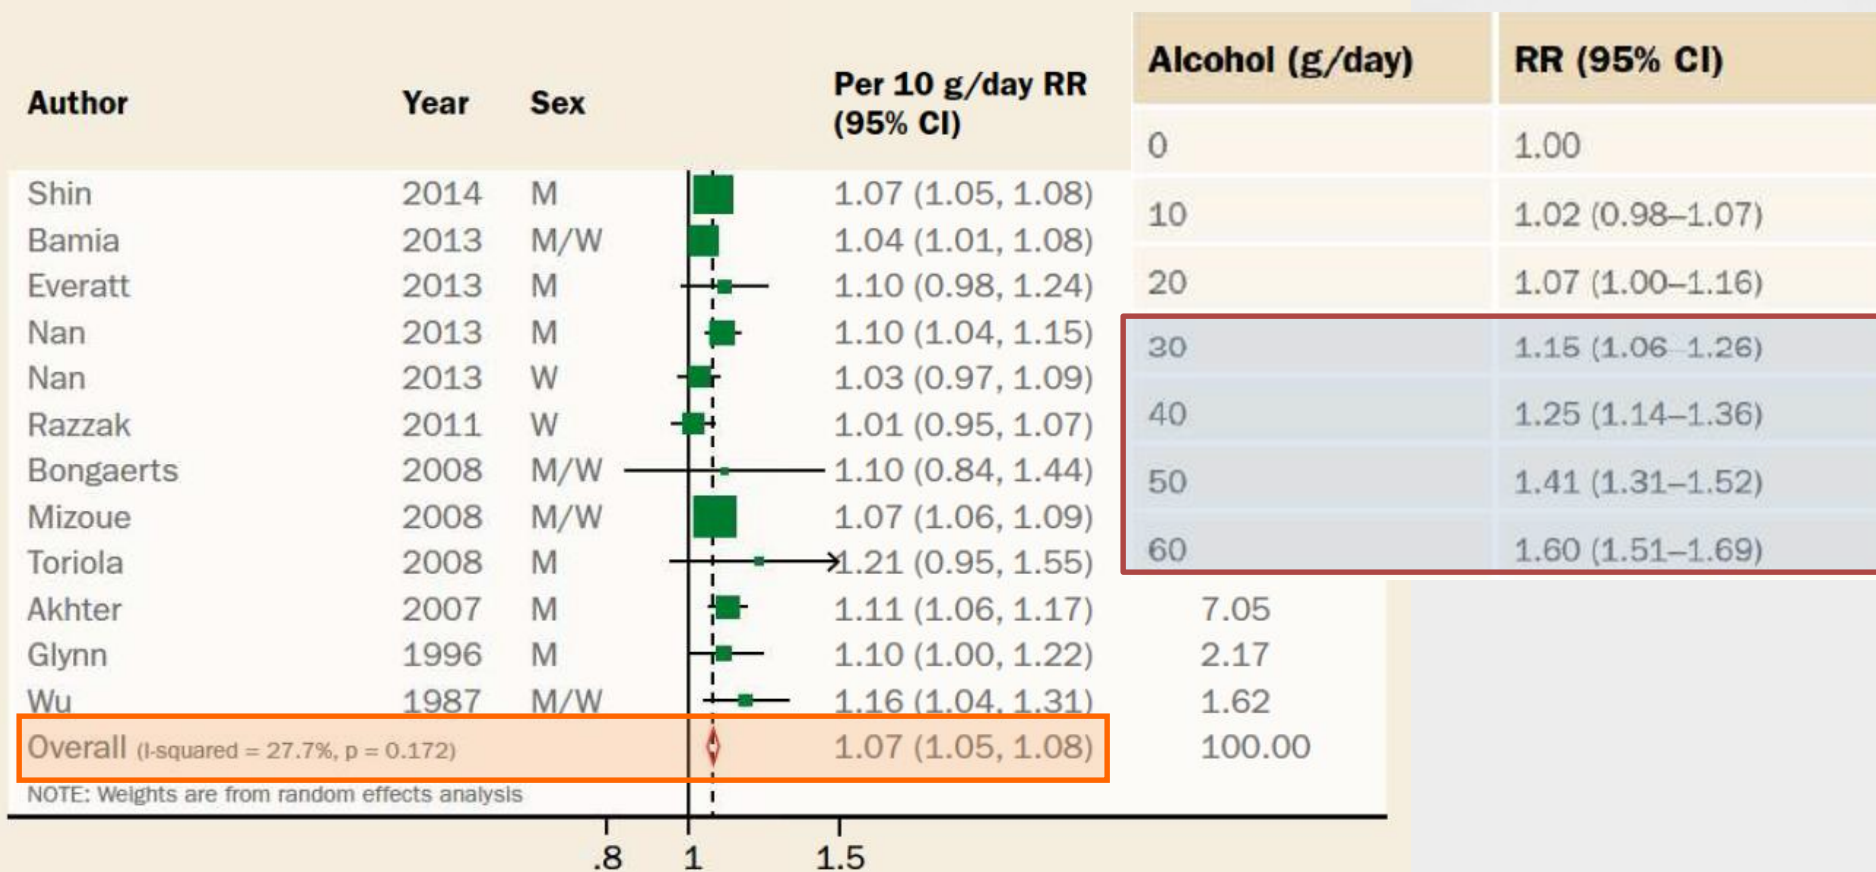 Author Year Sex Per 10 g/day RR (95% CI)
Shin 2014 M 1.07 (1.05, 1.08)
Bamia 2013 M/W 1.04 (1.01, 1.08)
Everatt 2013 M 1.10 (0.98, 1.24)
Nan 2013 M 1.10 (1.04, 1.15)
Nan 2013 W 1.03 (0.97, 1.09)
Razzak 2011 W 1.01 (0.95, 1.07)
Bongaerts 2008 M/W 1.10 (0.84, 1.44)
Mizoue 2008 M/W 1.07 (1.06, 1.09)
Toriola 2008 M 1.21 (0.95, 1.55)
Akhter 2007 M 1.11 (1.06, 1.17) 7.05
Glynn 1996 M 1.10 (1.00, 1.22) 2.17
Wu 1987 M/W 1.16 (1.04, 1.31) 1.62
Overall (I-squared = 27.7%, p = 0.172) 1.07 (1.05, 1.08) 100.00
NOTE: Weights are from random effects analysis
.8 1 1.5
Alcohol (g/day) RR (95% CI)
0 1.00
10 1.02 (0.98–1.07)
20 1.07 (1.00–1.16)
30 1.15 (1.06–1.26)
40 1.25 (1.14–1.36)
50 1.41 (1.31–1.52)
60 1.60 (1.51–1.69)